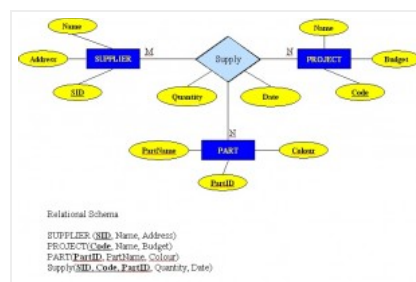 Name
Name
Address
SUPPLIER
M
Supply
N
PROJECT
Budget
SID
Quantity
Date
Code
N
PartName
PART
Colour
PartID
Relational Schema
SUPPLIER (SID, Name, Address)
PROJECT(Code, Name, Budget)
PART(PartID, PartName, Colour)
Supply(SID, Code, PartID, Quantity, Date)